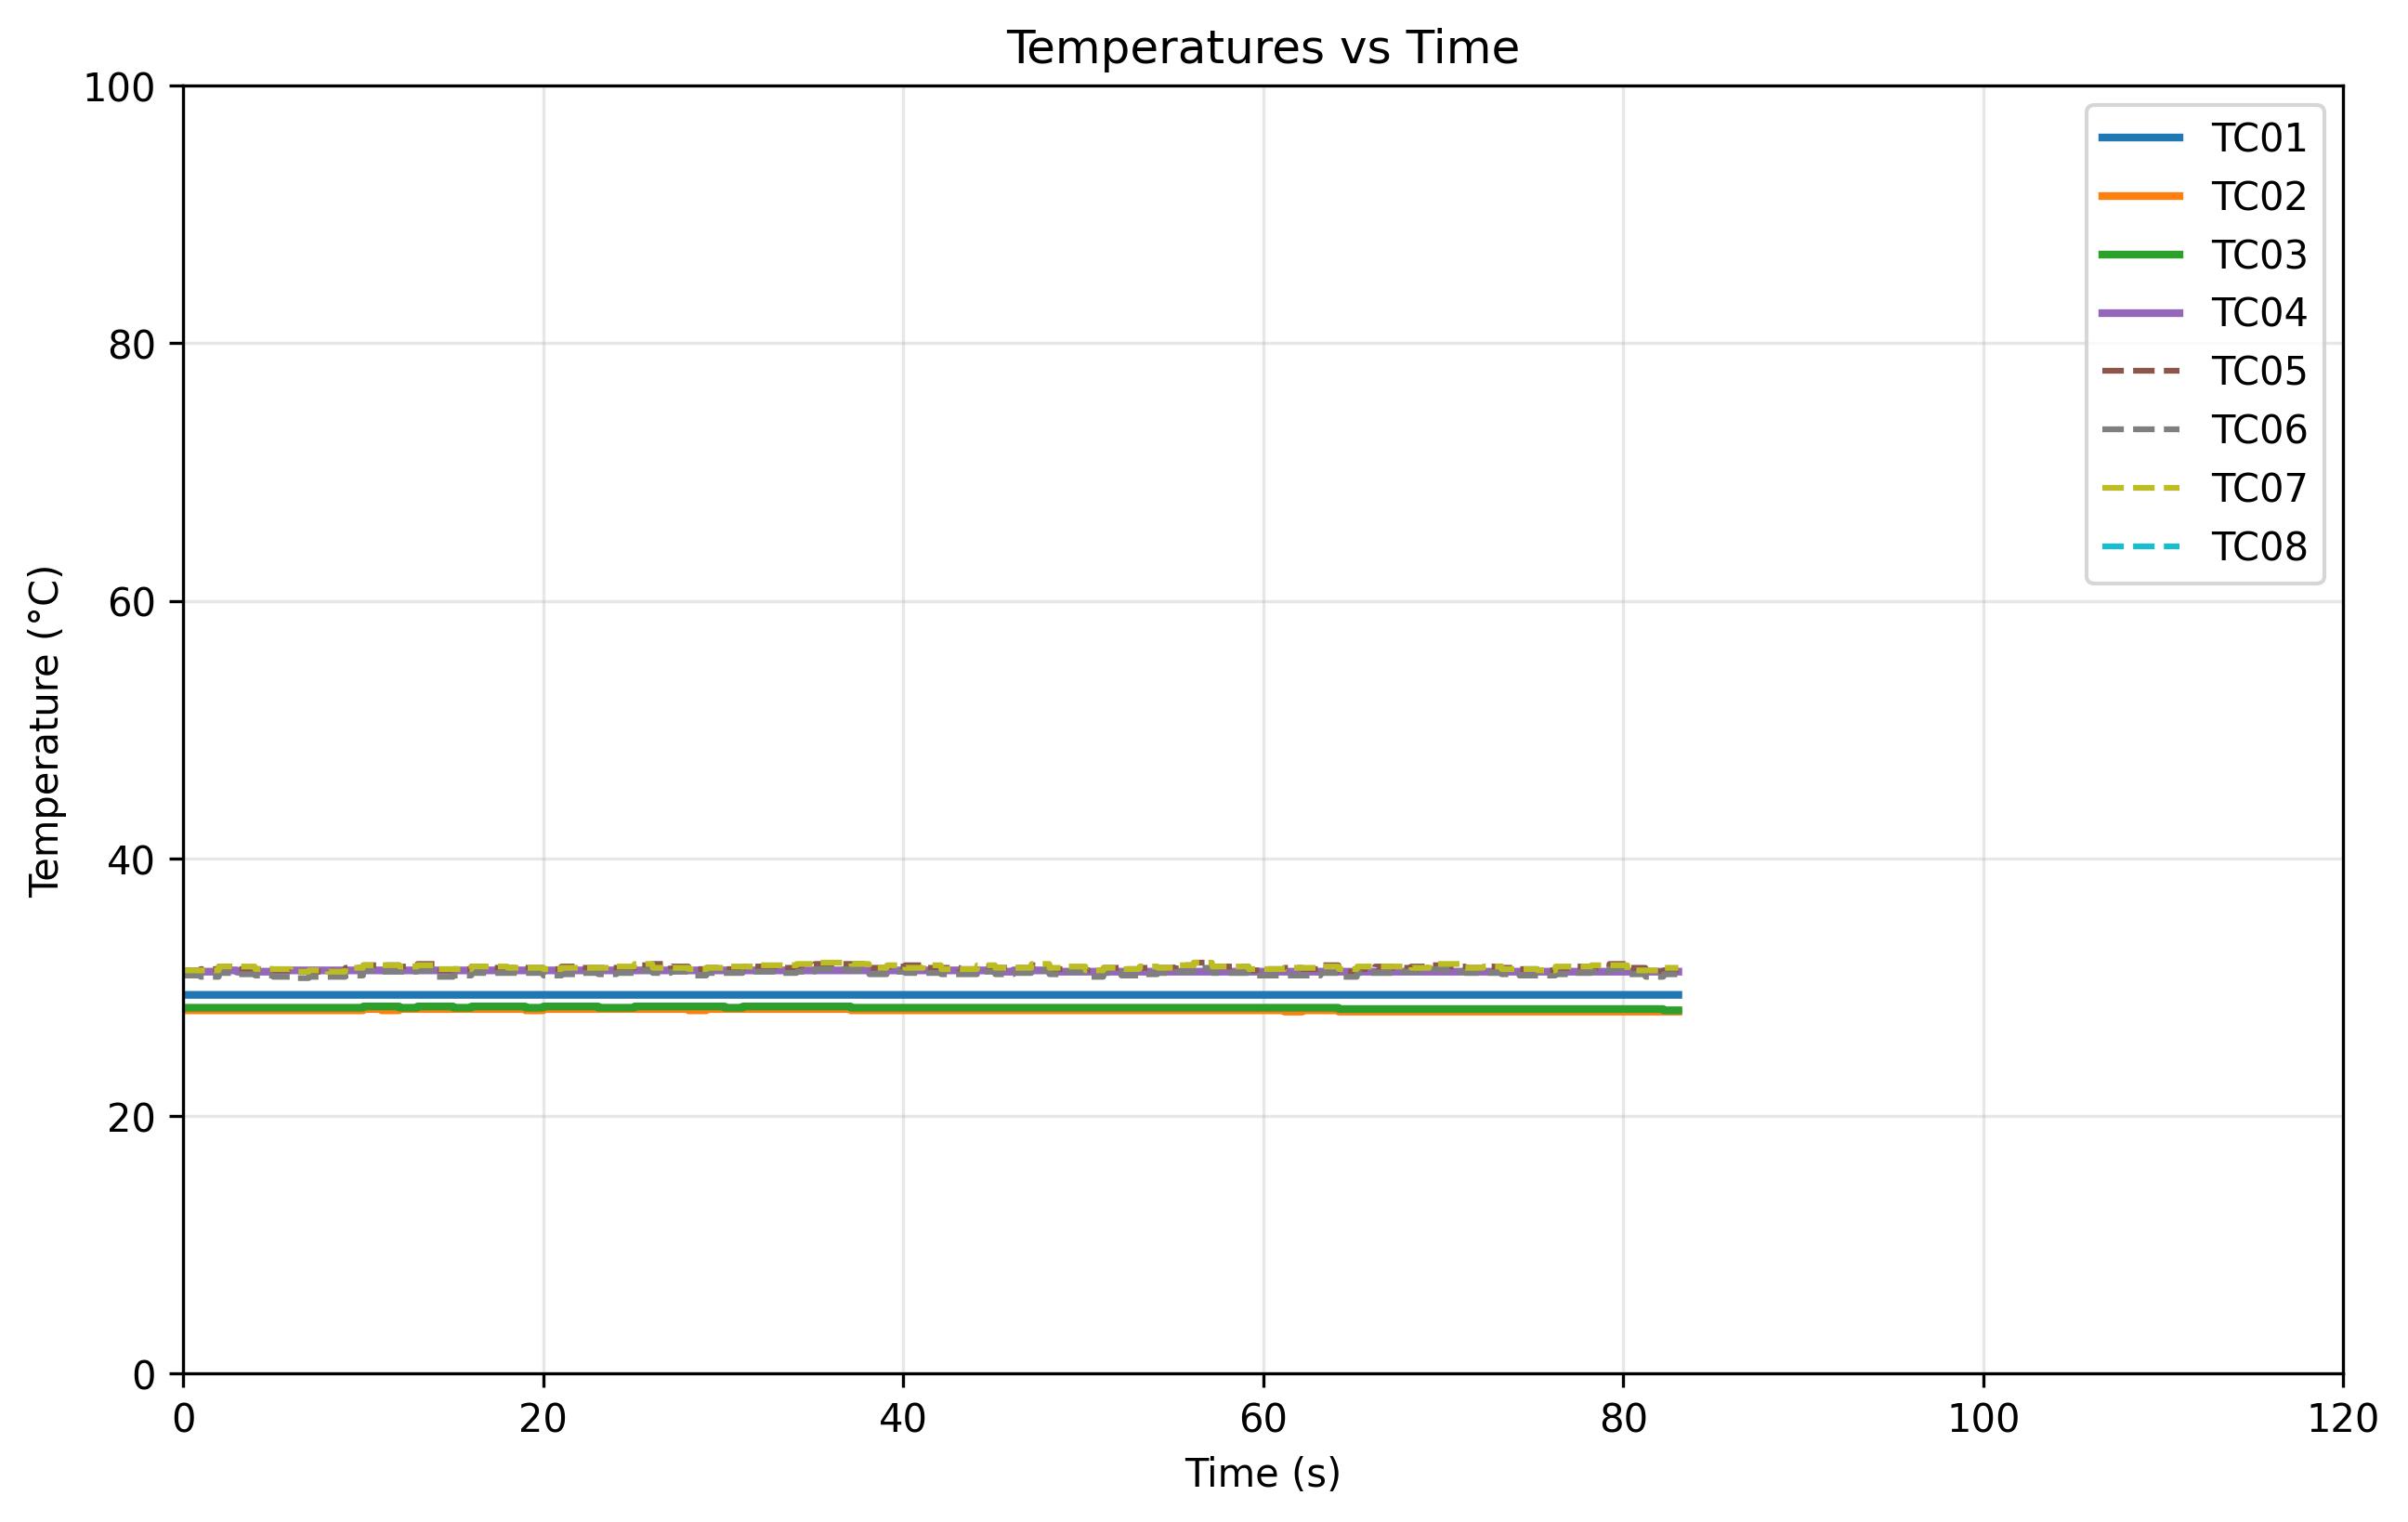 Temperatures vs Time
100
80
60
40
20
0
Temperature (°C)
0 20 40 60 80 100 120
Time (s)
TC01
TC02
TC03
TC04
TC05
TC06
TC07
TC08